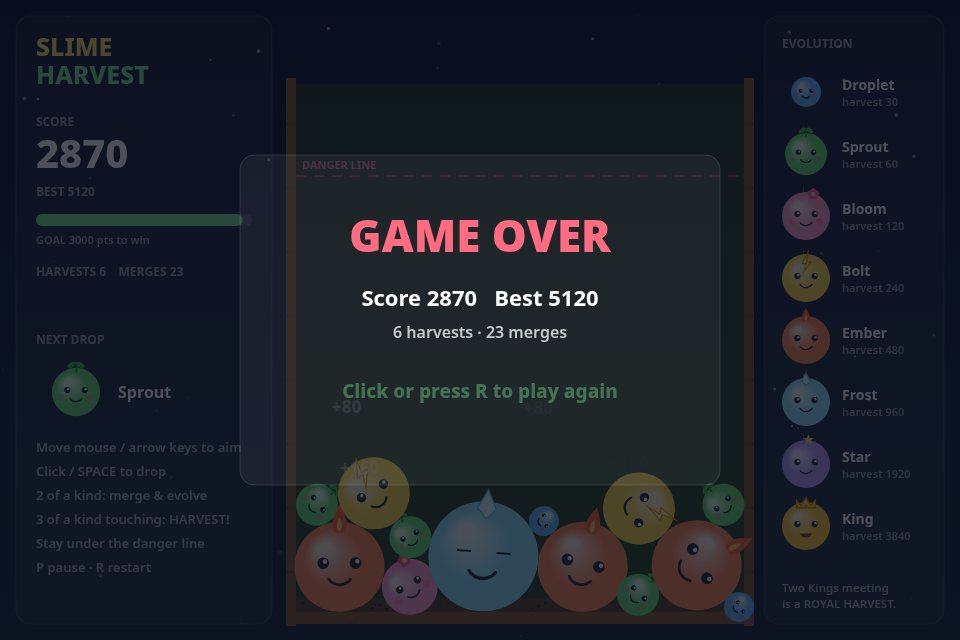 SLIME
HARVEST
SCORE
2870
BEST 5120
GOAL 3000 pts to win
HARVESTS 6 MERGES 23
NEXT DROP
Sprout
Move mouse / arrow keys to aim
Click / SPACE to drop
2 of a kind: merge & evolve
3 of a kind touching: HARVEST!
Stay under the danger line
P pause · R restart
DANGER LINE
GAME OVER
Score 2870 Best 5120
6 harvests · 23 merges
Click or press R to play again
+80
+80
EVOLUTION
Droplet
harvest 30
Sprout
harvest 60
Bloom
harvest 120
Bolt
harvest 240
Ember
harvest 480
Frost
harvest 960
Star
harvest 1920
King
harvest 3840
Two Kings meeting
is a ROYAL HARVEST.